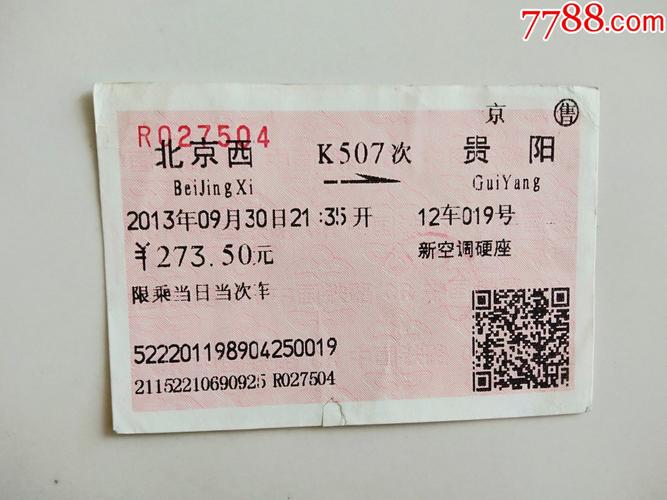 7788.com
京 售
R027504
北京西 K507次 贵阳
BeiJingXi GuiYang
2013年09月30日21:35开 12车019号
¥273.50元 新空调硬座
限乘当日当次车
522201198904250019
21152210690925 R027504